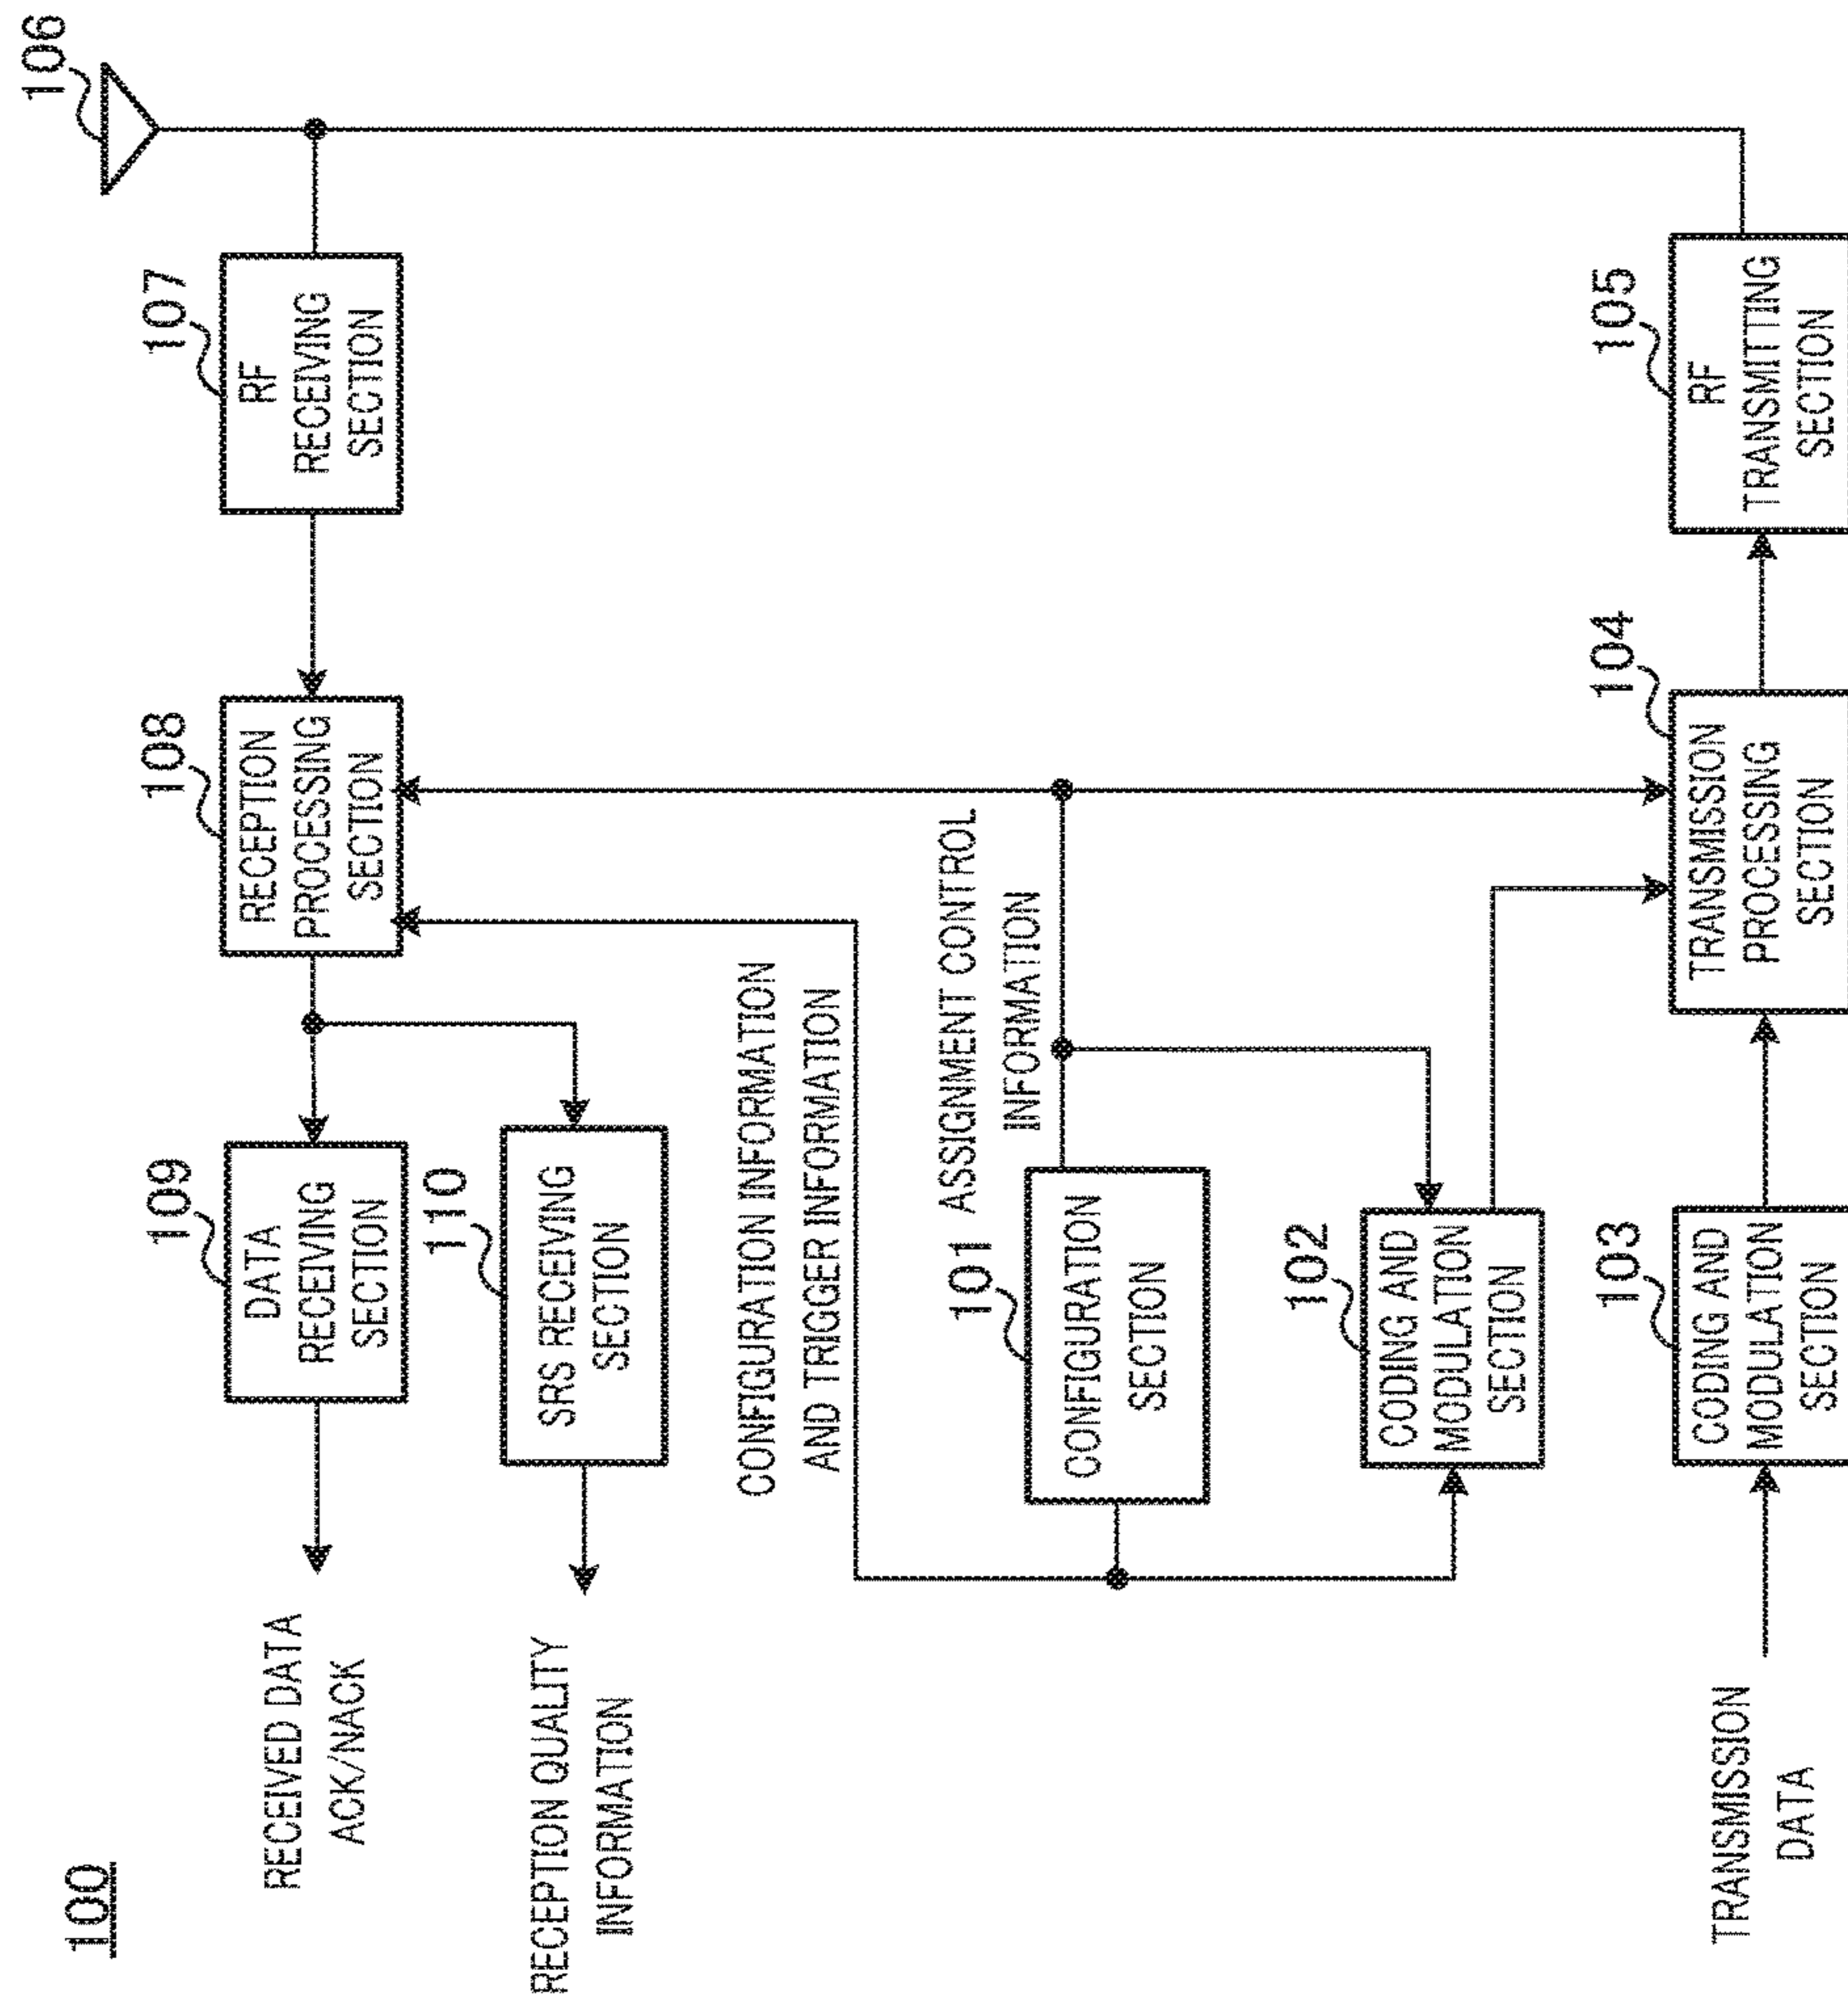 100
RECEIVED DATA
ACK/NACK
RECEPTION QUALITY
INFORMATION
109
DATA
RECEIVING
SECTION
110
SRS RECEIVING
SECTION
108
RECEPTION
PROCESSING
SECTION
107
RF
RECEIVING
SECTION
106
CONFIGURATION INFORMATION
AND TRIGGER INFORMATION
101
CONFIGURATION
SECTION
ASSIGNMENT CONTROL
INFORMATION
102
CODING AND
MODULATION
SECTION
TRANSMISSION
DATA
103
CODING AND
MODULATION
SECTION
104
TRANSMISSION
PROCESSING
SECTION
105
RF
TRANSMITTING
SECTION